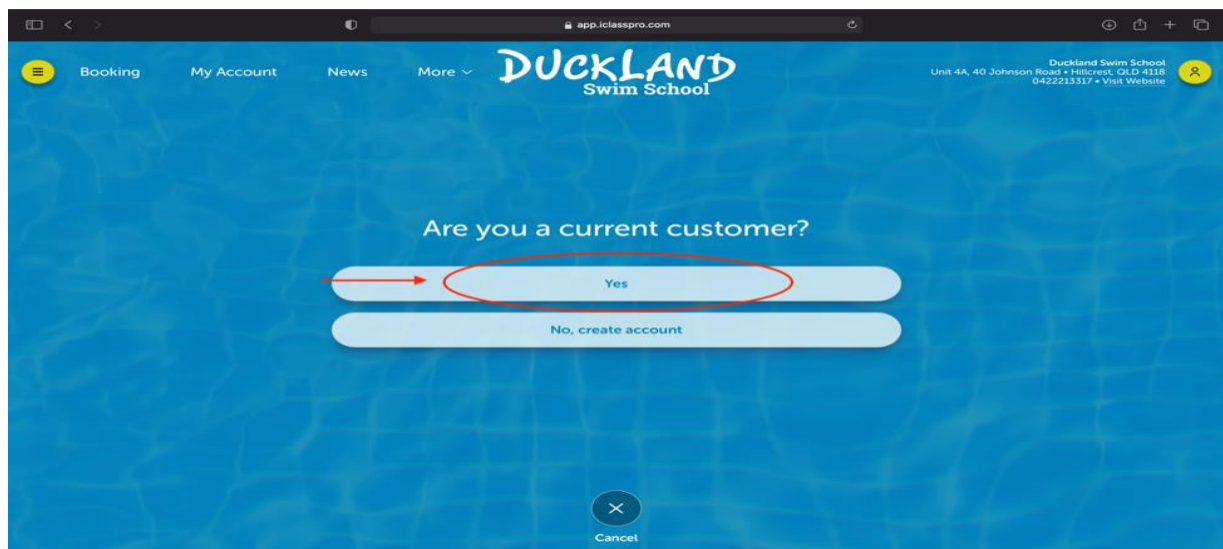 app.iclasspro.com
Booking
My Account
News
More
DUCKLAND
Swim School
Duckland Swim School
Unit 4A, 40 Johnson Road • Hillcrest, QLD 4118
0422213317 • Visit Website
Are you a current customer?
Yes
No, create account
Cancel